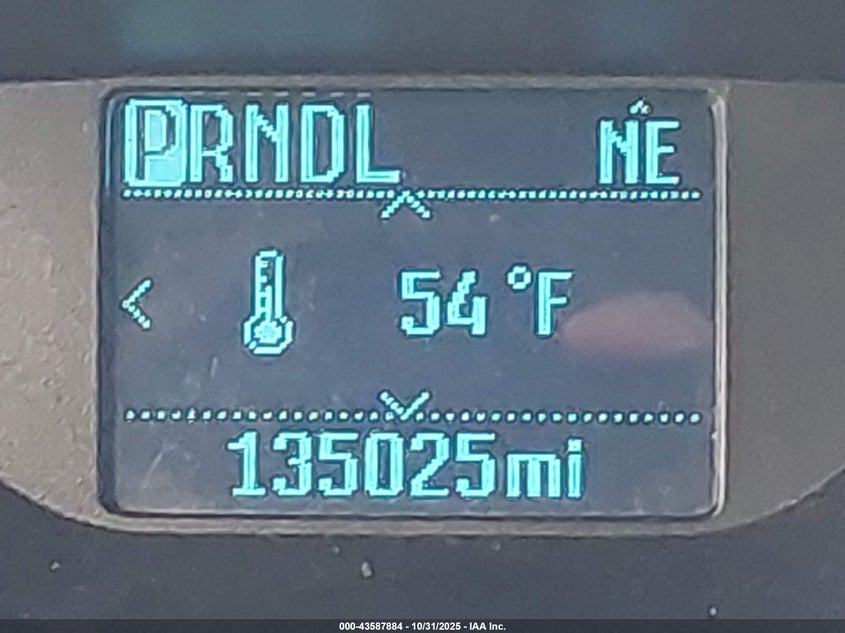 PRNDL NE
54 °F
135025mi
000-43587884 - 10/31/2025 - IAA Inc.